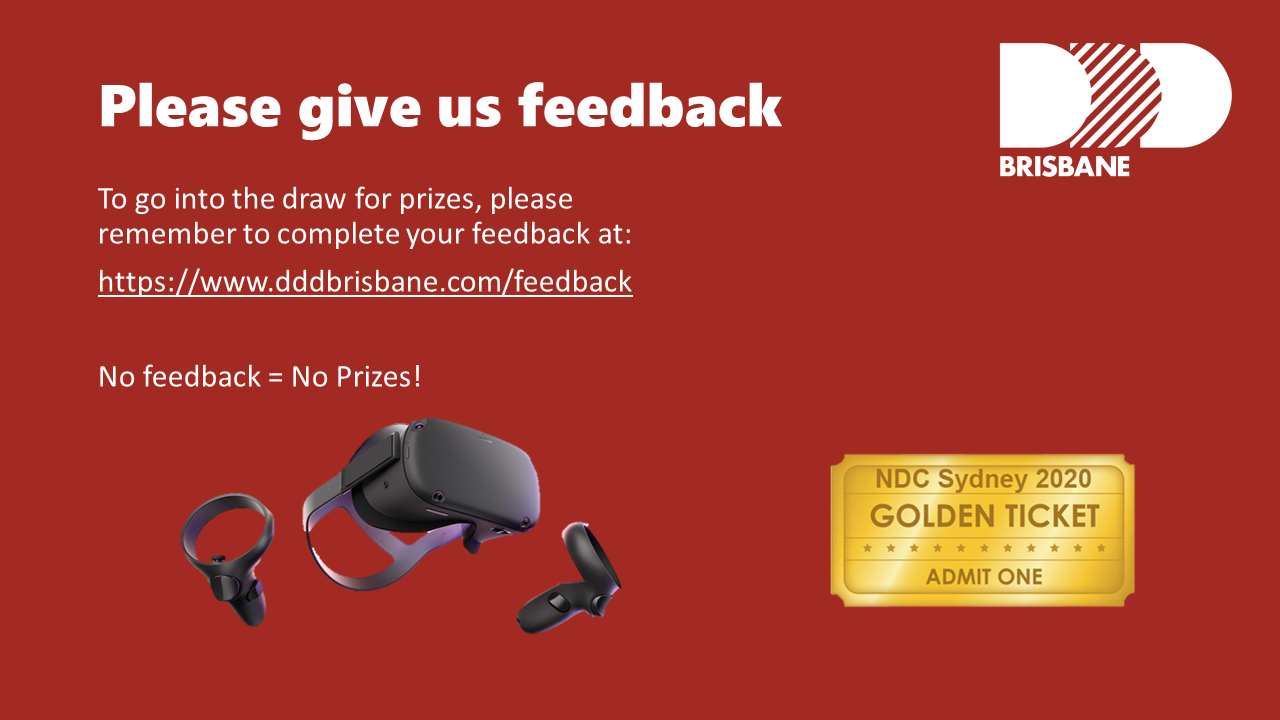 Please give us feedback
DDD
BRISBANE
To go into the draw for prizes, please
remember to complete your feedback at:
https://www.dddbrisbane.com/feedback
No feedback = No Prizes!
NDC Sydney 2020
GOLDEN TICKET
ADMIT ONE